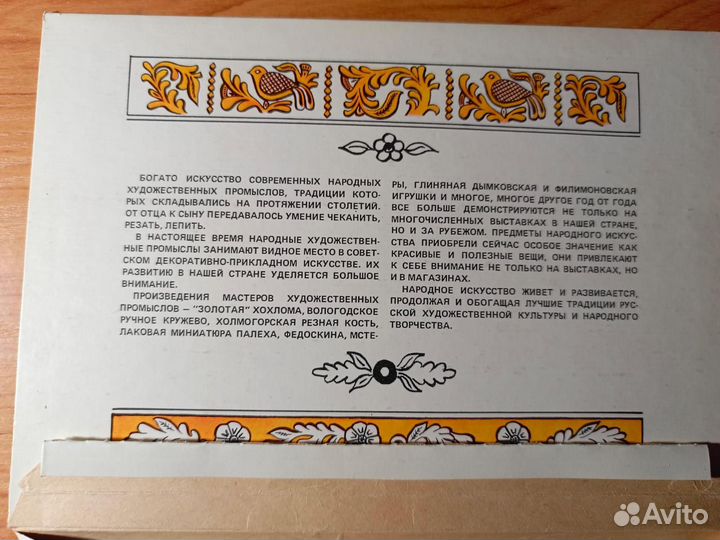 БОГАТО ИСКУССТВО СОВРЕМЕННЫХ НАРОДНЫХ
ХУДОЖЕСТВЕННЫХ ПРОМЫСЛОВ, ТРАДИЦИИ КОТО-
РЫХ СКЛАДЫВАЛИСЬ НА ПРОТЯЖЕНИИ СТОЛЕТИЙ.
ОТ ОТЦА К СЫНУ ПЕРЕДАВАЛОСЬ УМЕНИЕ ЧЕКАНИТЬ,
РЕЗАТЬ, ЛЕПИТЬ.
В НАСТОЯЩЕЕ ВРЕМЯ НАРОДНЫЕ ХУДОЖЕСТВЕН-
НЫЕ ПРОМЫСЛЫ ЗАНИМАЮТ ВИДНОЕ МЕСТО В СОВЕТ-
СКОМ ДЕКОРАТИВНО-ПРИКЛАДНОМ ИСКУССТВЕ. ИХ
РАЗВИТИЮ В НАШЕЙ СТРАНЕ УДЕЛЯЕТСЯ БОЛЬШОЕ
ВНИМАНИЕ.
ПРОИЗВЕДЕНИЯ МАСТЕРОВ ХУДОЖЕСТВЕННЫХ
ПРОМЫСЛОВ — "ЗОЛОТАЯ" ХОХЛОМА, ВОЛОГОДСКОЕ
РУЧНОЕ КРУЖЕВО, ХОЛМОГОРСКАЯ РЕЗНАЯ КОСТЬ,
ЛАКОВАЯ МИНИАТЮРА ПАЛЕХА, ФЕДОСКИНА, МСТЕ-
РЫ, ГЛИНЯНАЯ ДЫМКОВСКАЯ И ФИЛИМОНОВСКАЯ
ИГРУШКИ И МНОГОЕ, МНОГОЕ ДРУГОЕ ГОД ОТ ГОДА
ВСЕ БОЛЬШЕ ДЕМОНСТРИРУЮТСЯ НЕ ТОЛЬКО НА
МНОГОЧИСЛЕННЫХ ВЫСТАВКАХ В НАШЕЙ СТРАНЕ,
НО И ЗА РУБЕЖОМ. ПРЕДМЕТЫ НАРОДНОГО ИСКУС-
СТВА ПРИОБРЕЛИ СЕЙЧАС ОСОБОЕ ЗНАЧЕНИЕ КАК
КРАСИВЫЕ И ПОЛЕЗНЫЕ ВЕЩИ, ОНИ ПРИВЛЕКАЮТ
К СЕБЕ ВНИМАНИЕ НЕ ТОЛЬКО НА ВЫСТАВКАХ, НО
И В МАГАЗИНАХ.
НАРОДНОЕ ИСКУССТВО ЖИВЕТ И РАЗВИВАЕТСЯ,
ПРОДОЛЖАЯ И ОБОГАЩАЯ ЛУЧШИЕ ТРАДИЦИИ РУС-
СКОЙ ХУДОЖЕСТВЕННОЙ КУЛЬТУРЫ И НАРОДНОГО
ТВОРЧЕСТВА.
Avito